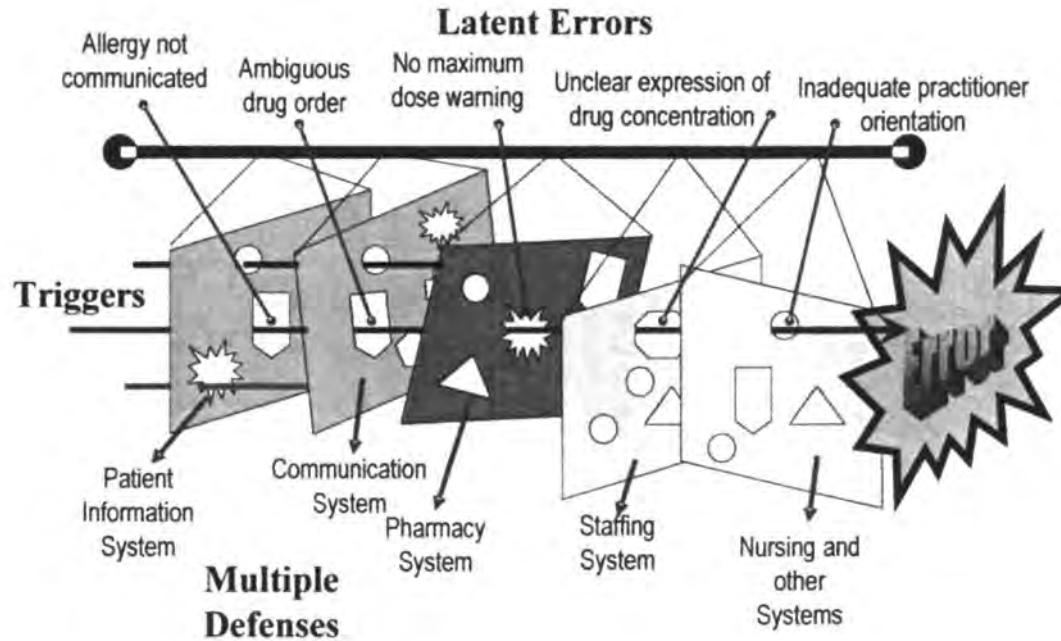 Latent Errors
Allergy not
communicated
Ambiguous
drug order
No maximum
dose warning
Unclear expression of
drug concentration
Inadequate practitioner
orientation
Triggers
Error
Patient
Information
System
Communication
System
Pharmacy
System
Staffing
System
Nursing and
other
Systems
Multiple
Defenses